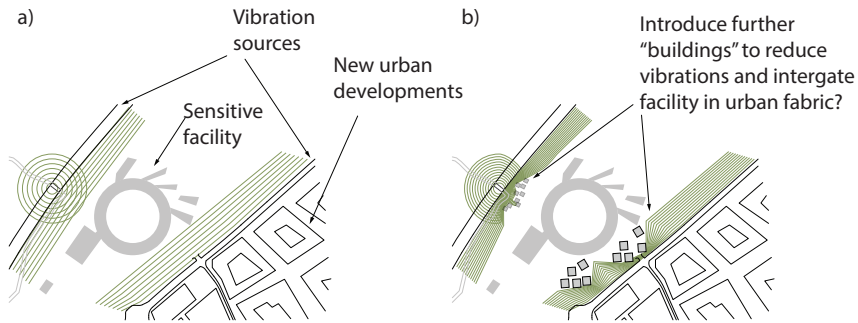 a)
Vibration
sources
New urban
developments
Sensitive
facility
b)
Introduce further
“buildings” to reduce
vibrations and intergate
facility in urban fabric?